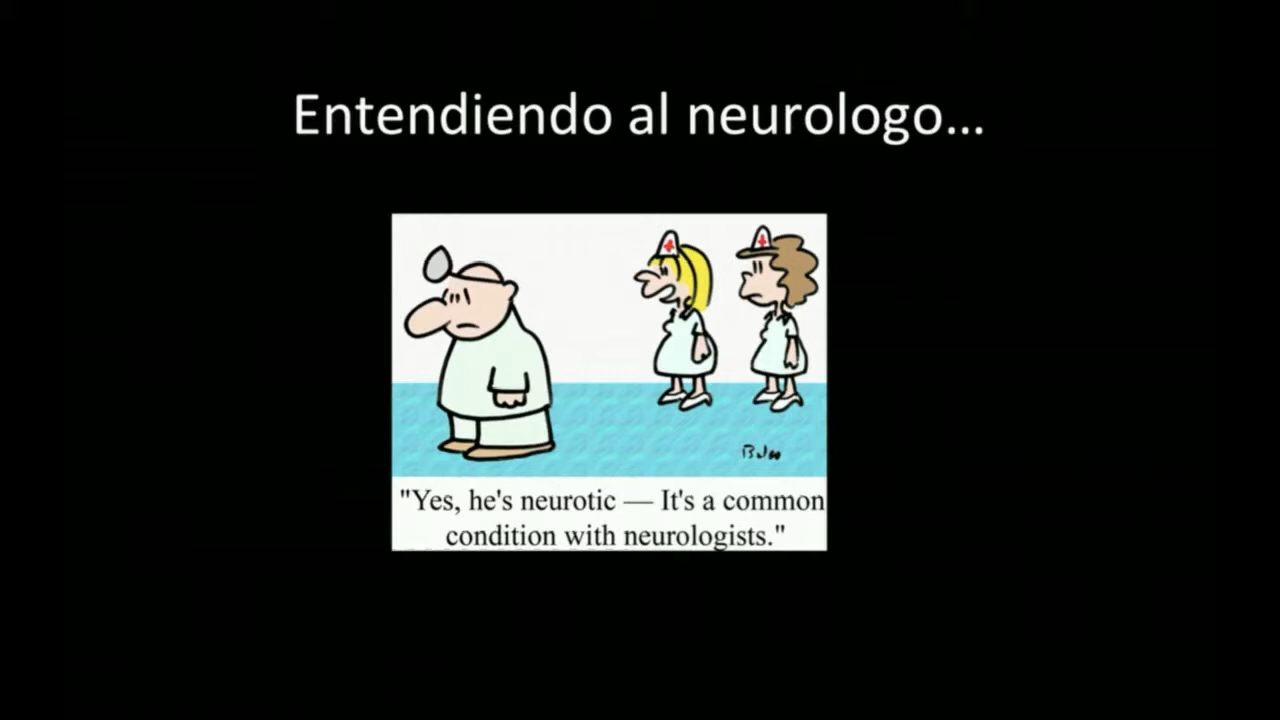 Entendiendo al neurologo...
"Yes, he's neurotic — It's a common
condition with neurologists."